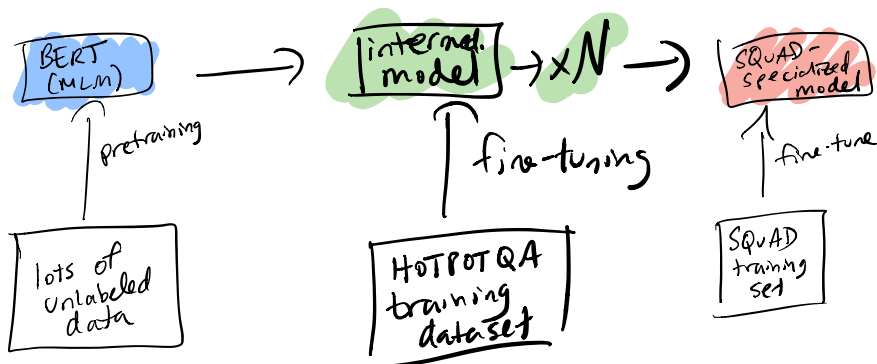 BERT
(MLM)
intermed.
model
xN
SQUAD-
specialized
model
pretraining
fine-tuning
fine-tune
lots of
unlabeled
data
HOTPOTQA
training
dataset
SQUAD
training
set